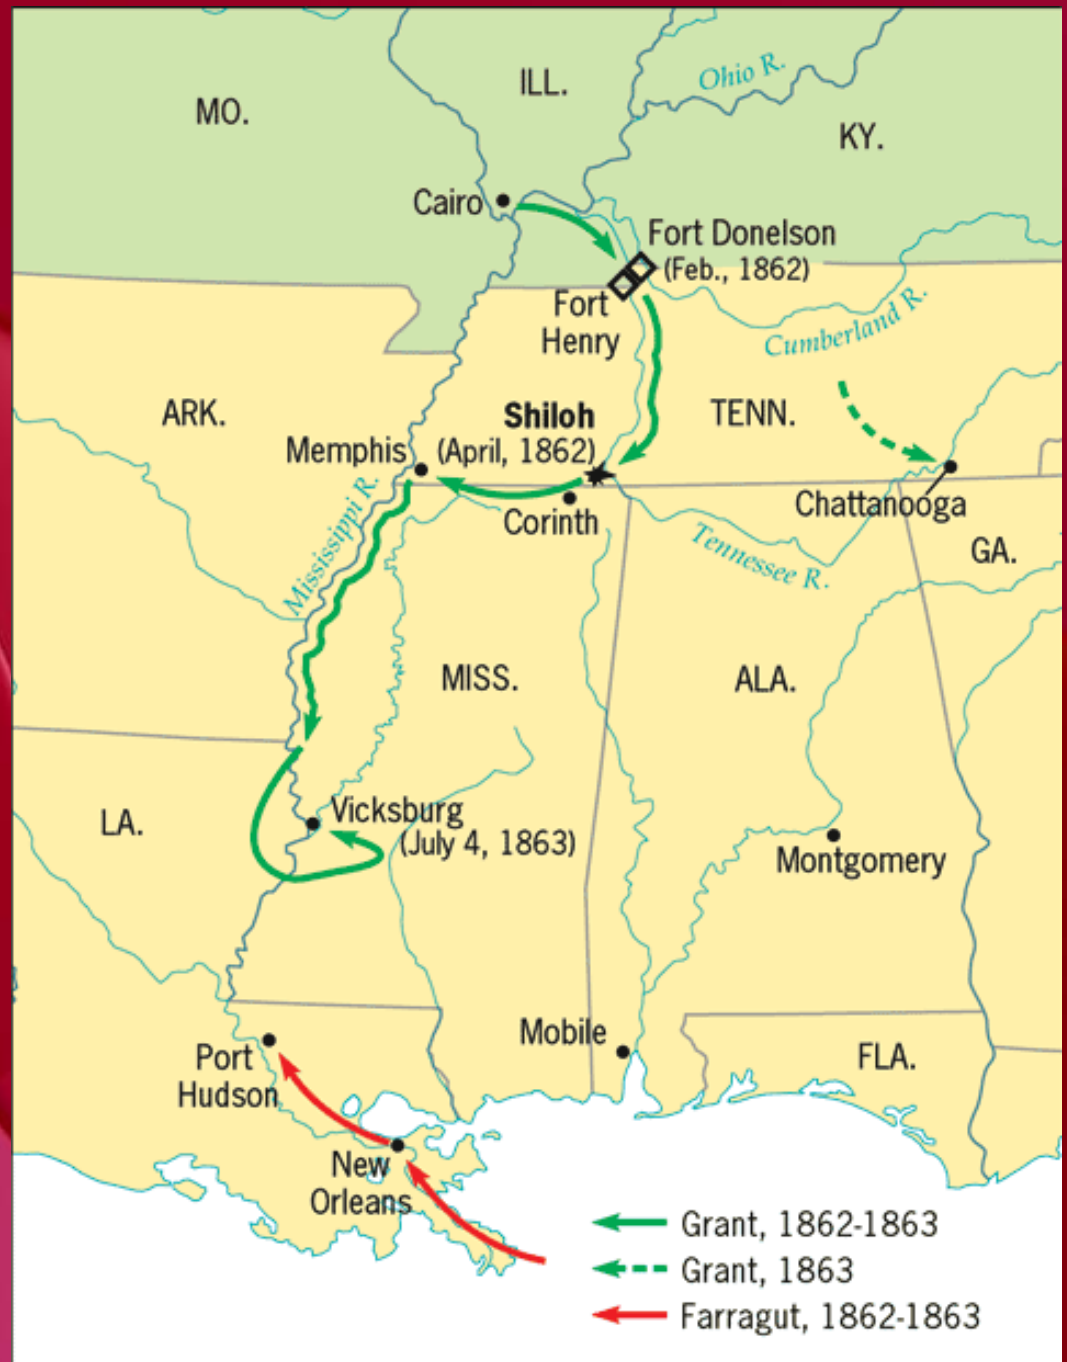 ILL.
Ohio R.
MO.
KY.
Cairo
Fort Donelson
(Feb., 1862)
Fort
Henry
Cumberland R.
ARK.
Shiloh
(April, 1862)
TENN.
Memphis
Mississippi R.
Corinth
Chattanooga
Tennessee R.
GA.
MISS.
ALA.
LA.
Vicksburg
(July 4, 1863)
Montgomery
Mobile
Port
Hudson
FLA.
New
Orleans
Grant, 1862-1863
Grant, 1863
Farragut, 1862-1863